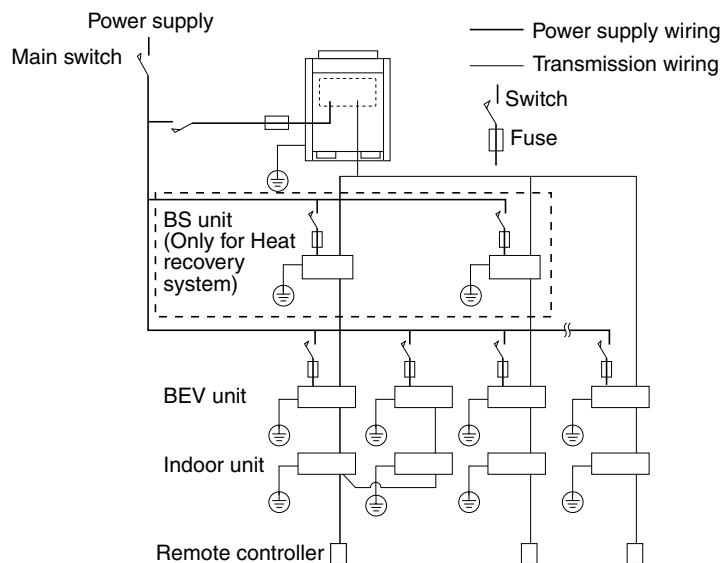 Power supply
Main switch
Power supply wiring
Transmission wiring
Switch
Fuse
BS unit
(Only for Heat
recovery
system)
BEV unit
Indoor unit
Remote controller